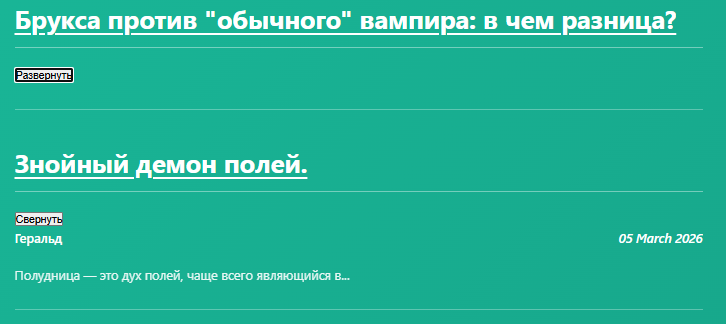 Брукса против "обычного" вампира: в чем разница?
Развернуть
Знойный демон полей.
Свернуть
Геральд 05 March 2026
Полудница — это дух полей, чаще всего являющийся в...